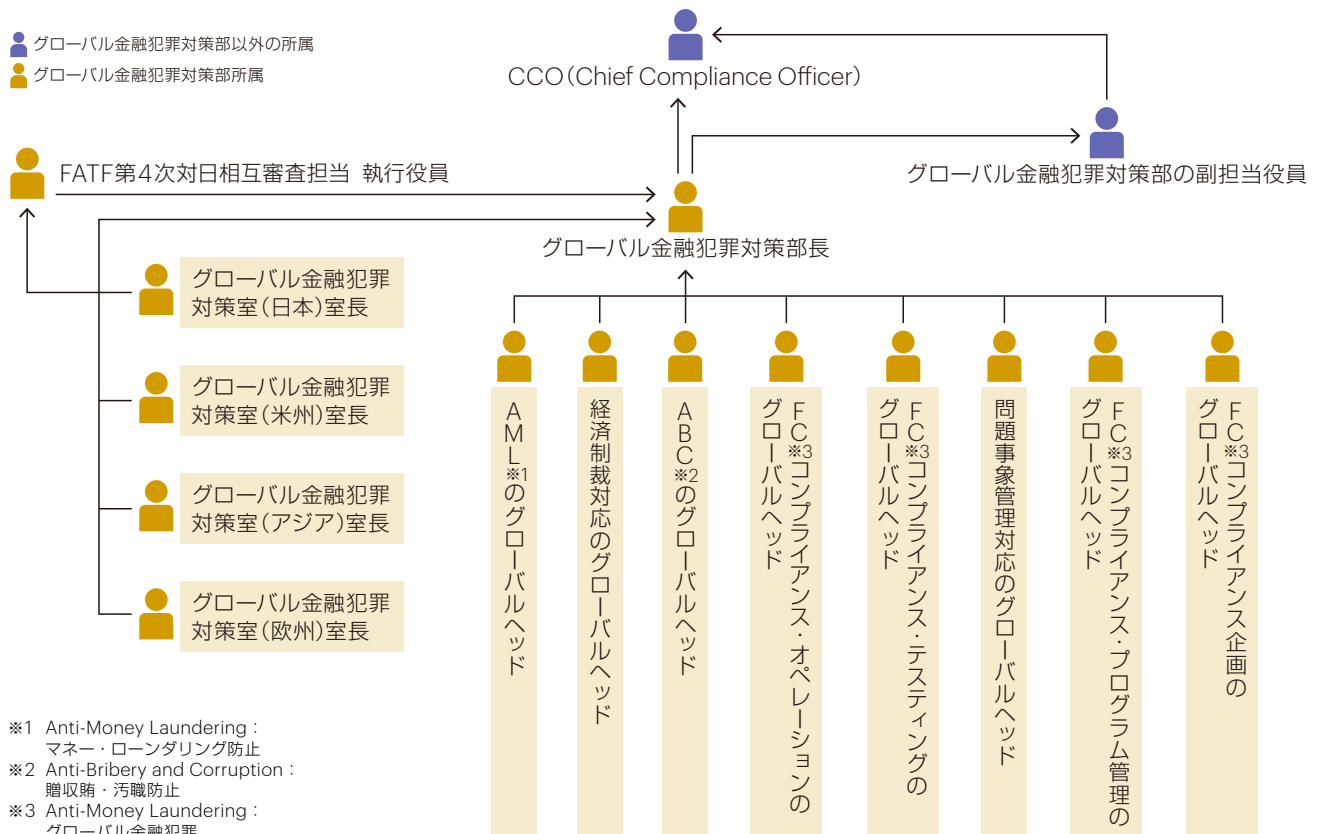 グローバル金融犯罪対策部以外の所属
グローバル金融犯罪対策部所属
CCO(Chief Compliance Officer)
グローバル金融犯罪対策部の副担当役員
FATF第4次対日相互審査担当 執行役員
グローバル金融犯罪対策部長
グローバル金融犯罪
対策室(日本)室長
グローバル金融犯罪
対策室(米州)室長
グローバル金融犯罪
対策室(アジア)室長
グローバル金融犯罪
対策室(欧州)室長
AML※1のグローバルヘッド
経済制裁対応のグローバルヘッド
ABC※2のグローバルヘッド
FC※3コンプライアンス・オペレーションの
グローバルヘッド
FC※3コンプライアンス・テスティングの
グローバルヘッド
問題事象管理対応のグローバルヘッド
FC※3コンプライアンス・プログラム管理の
グローバルヘッド
FC※3コンプライアンス企画の
グローバルヘッド
※1 Anti-Money Laundering:
マネー・ローンダリング防止
※2 Anti-Bribery and Corruption:
贈収賄・汚職防止
※3 Anti-Money Laundering:
グローバル金融犯罪